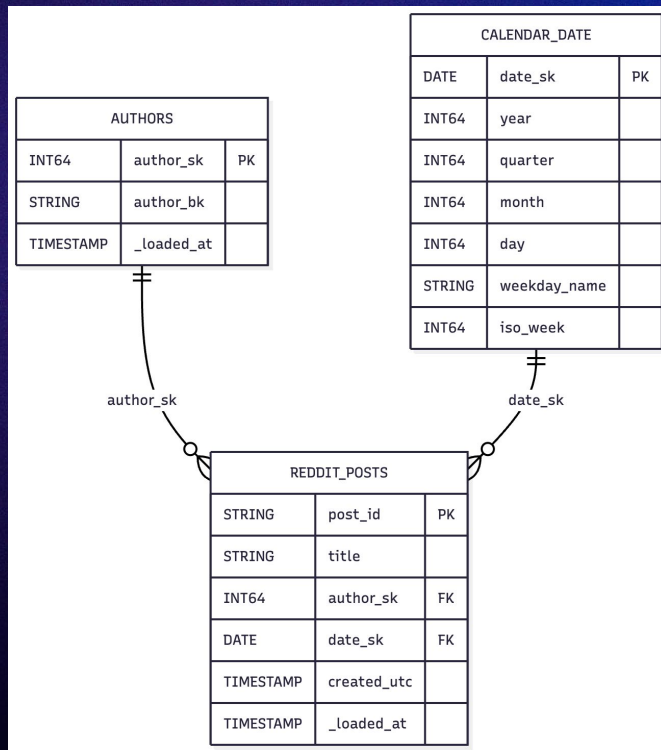 CALENDAR_DATE
DATE date_sk PK
INT64 year
INT64 quarter
INT64 month
INT64 day
STRING weekday_name
INT64 iso_week
AUTHORS
INT64 author_sk PK
STRING author_bk
TIMESTAMP _loaded_at
author_sk
date_sk
REDDIT_POSTS
STRING post_id PK
STRING title
INT64 author_sk FK
DATE date_sk FK
TIMESTAMP created_utc
TIMESTAMP _loaded_at